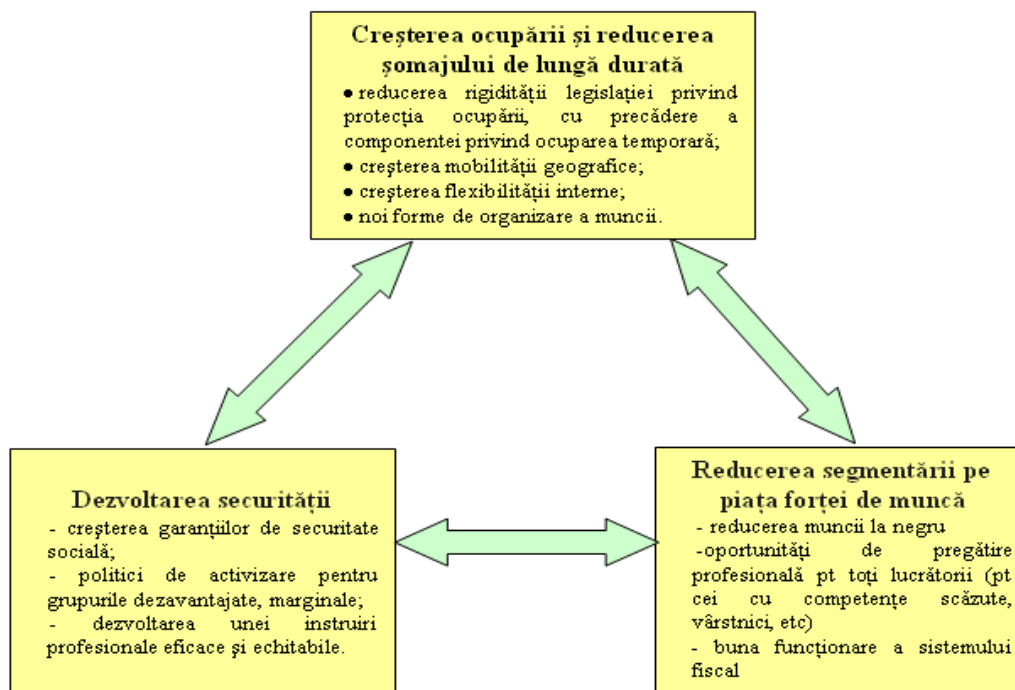 Creşterea ocupării şi reducerea
şomajului de lungă durată
• reducerea rigidităţii legislaţiei privind
protecţia ocupării, cu precădere a
componentei privind ocuparea temporară;
• creşterea mobilităţii geografice;
• creşterea flexibilităţii interne;
• noi forme de organizare a muncii.
Dezvoltarea securităţii
- creşterea garanţiilor de securitate
socială;
- politici de activizare pentru
grupurile dezavantajate, marginale;
- dezvoltarea unei instruiri
profesionale eficace şi echitabile.
Reducerea segmentării pe
piaţa forţei de muncă
- reducerea muncii la negru
-oportunităţi de pregătire
profesională pt toţi lucrătorii (pt
cei cu competenţe scăzute,
vârstnici, etc)
- buna funcţionare a sistemului
fiscal